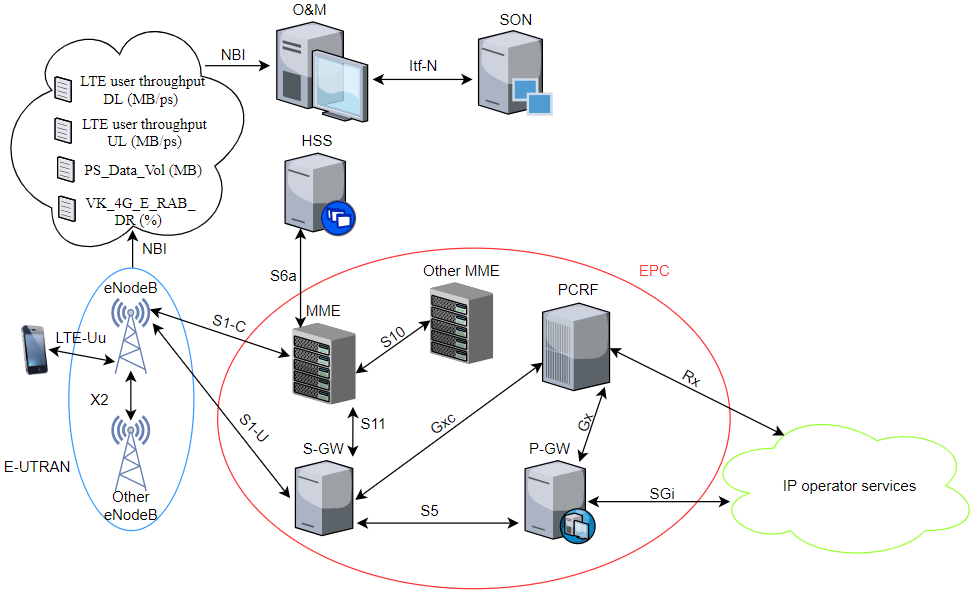 O&M
SON
NBI
Itf-N
LTE user throughput
DL (MB/ps)
LTE user throughput
UL (MB/ps)
PS_Data_Vol (MB)
VK_4G_E_RAB_
DR (%)
HSS
NBI
S6a
EPC
Other MME
eNodeB
PCRF
MME
S1-C
S10
LTE-Uu
Rx
X2
S1-U
S11
Gxc
Gx
S-GW
P-GW
E-UTRAN
IP operator services
Other
eNodeB
SGi
S5